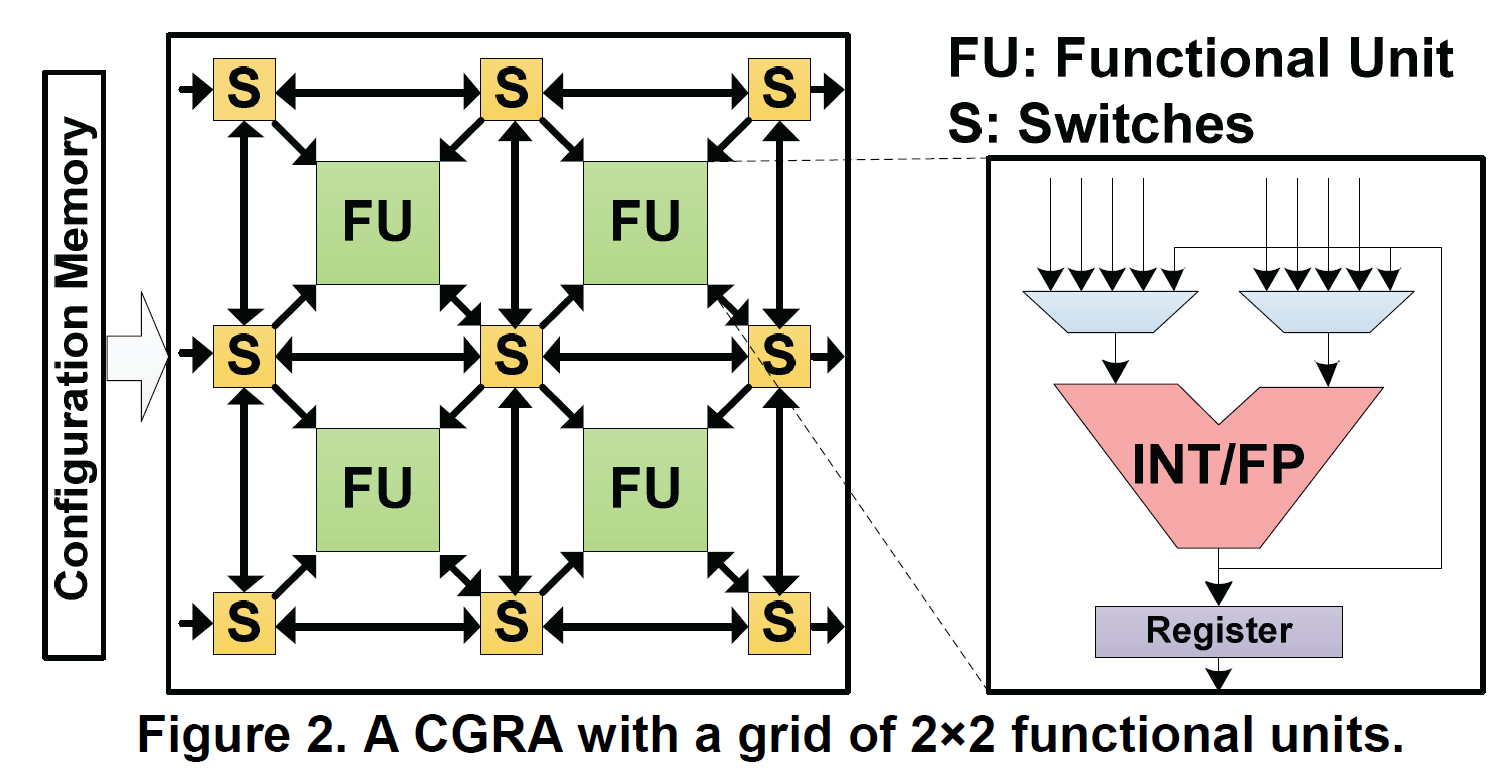 Configuration Memory
S S S
FU FU
S S S
FU FU
S S S
FU: Functional Unit
S: Switches
INT/FP
Register
Figure 2. A CGRA with a grid of 2×2 functional units.